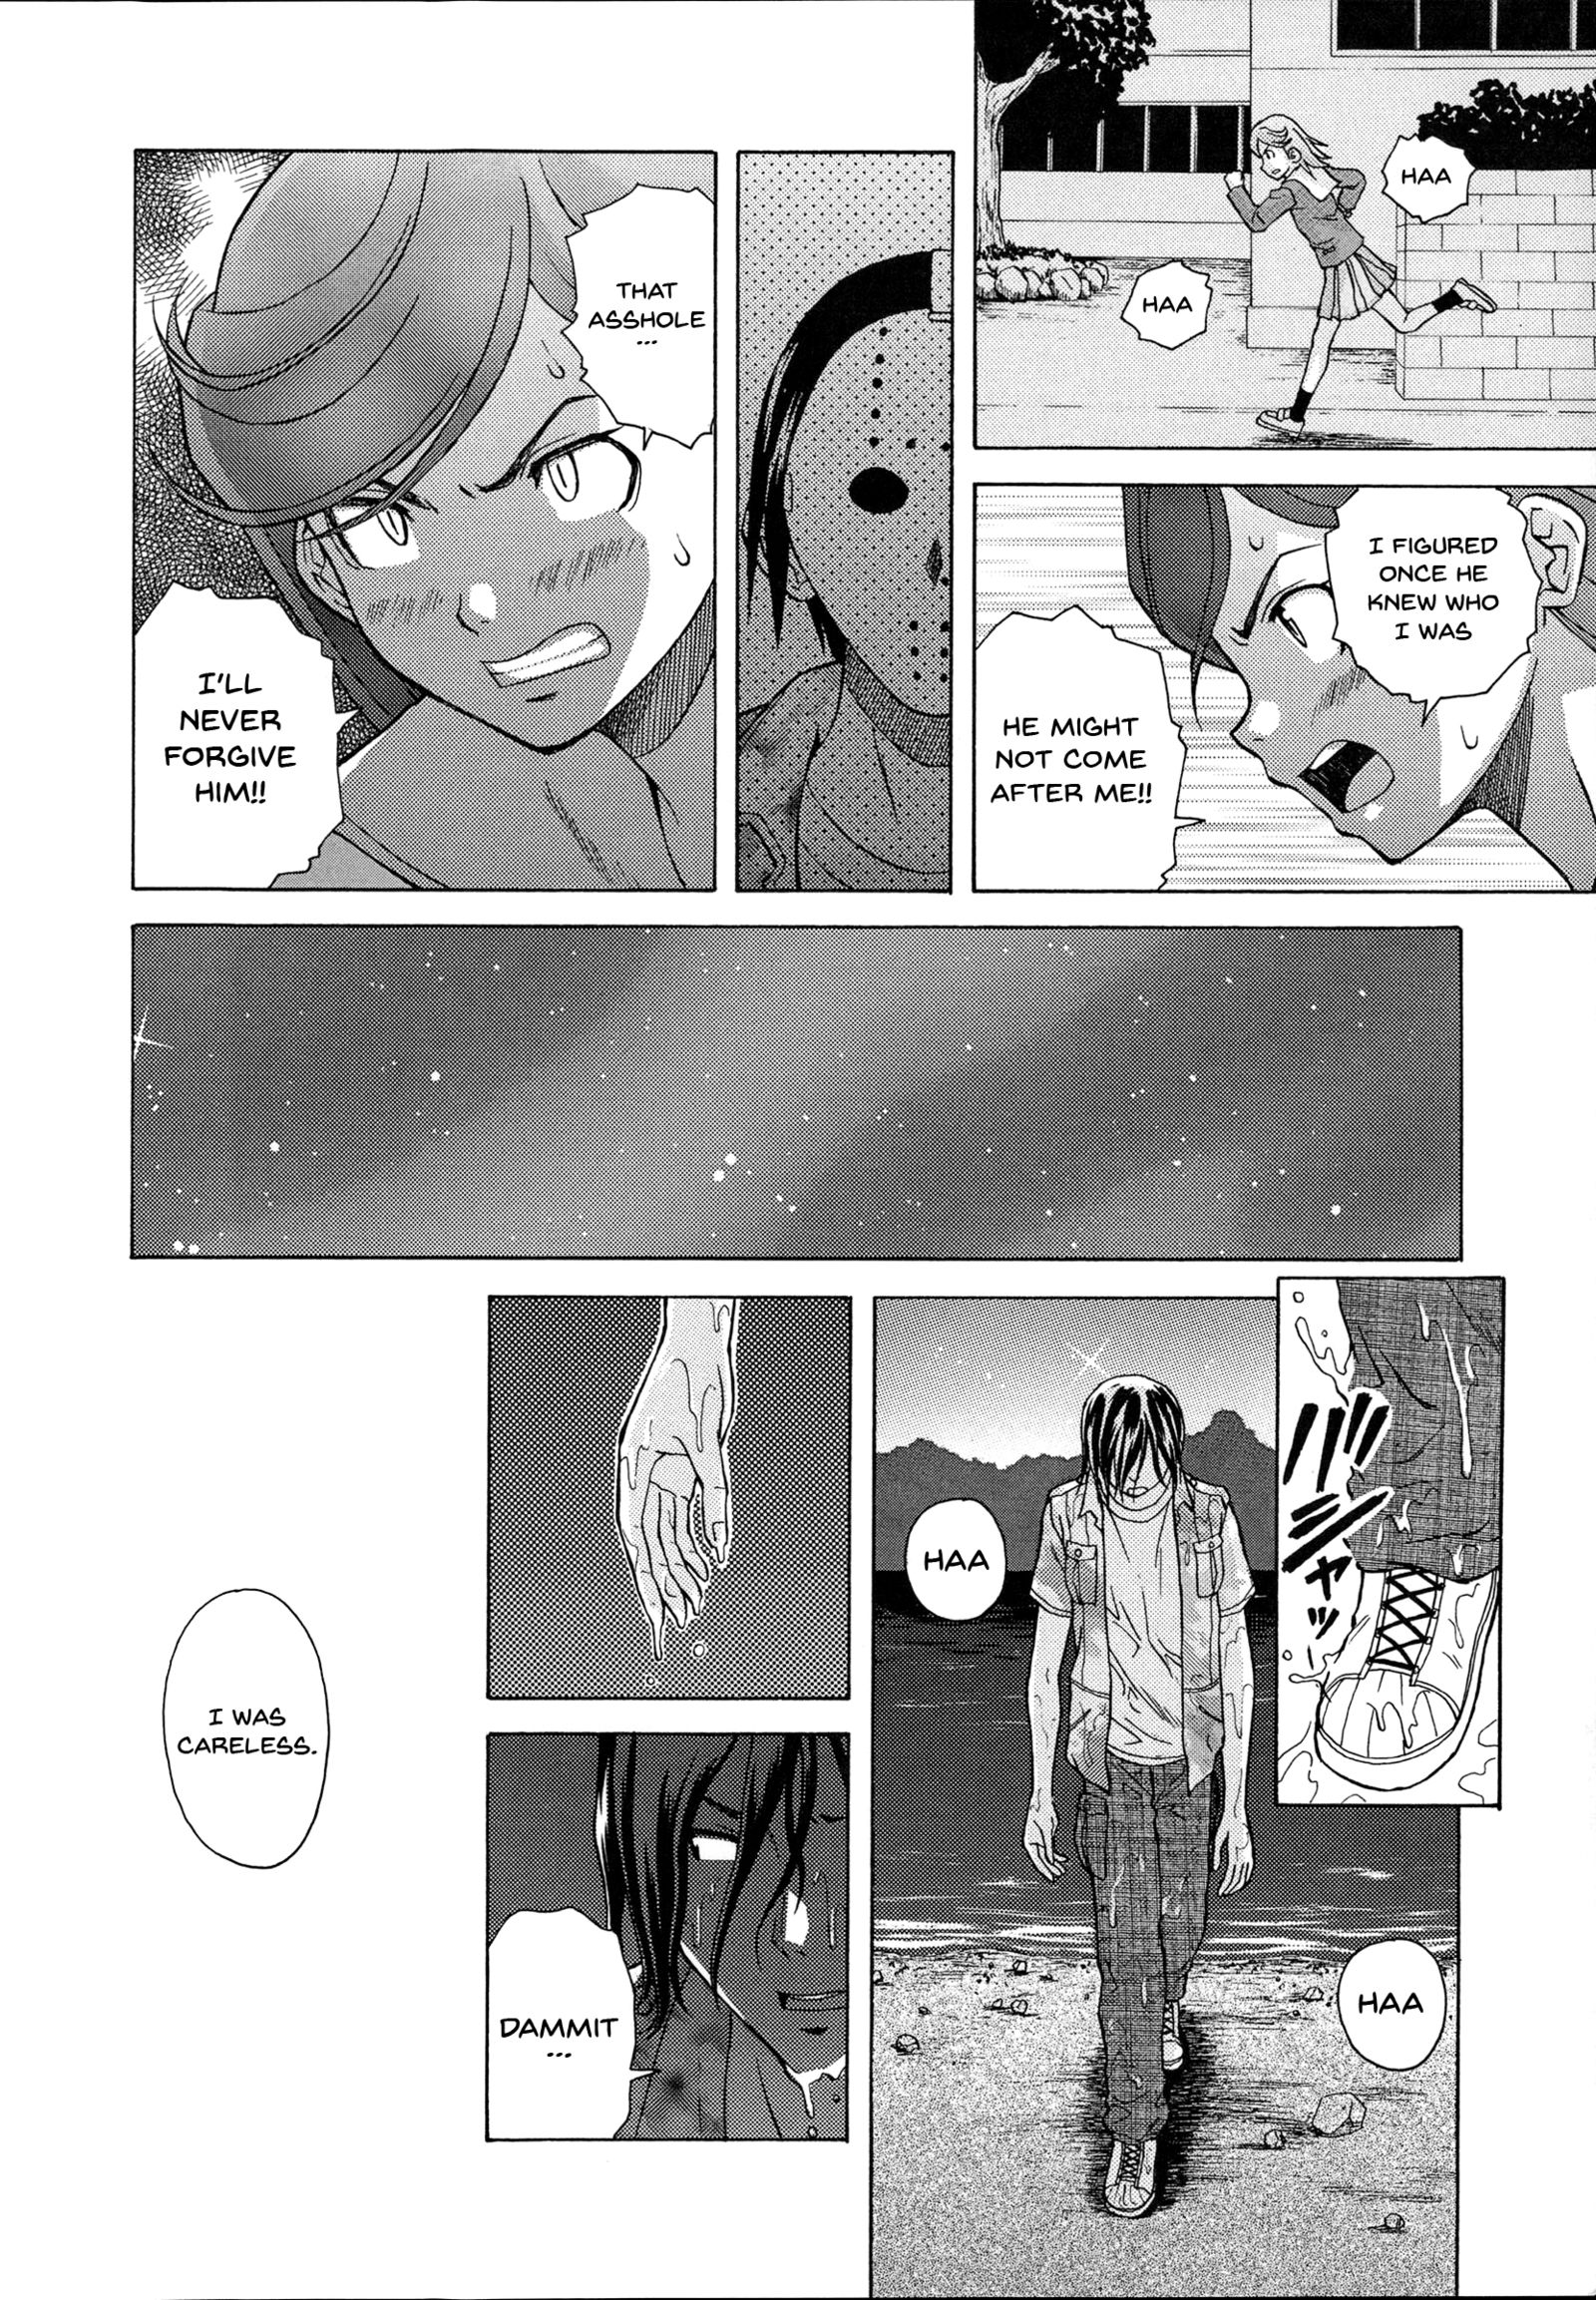 HAA
HAA
I FIGURED
ONCE HE
KNEW WHO
I WAS
HE MIGHT
NOT COME
AFTER ME!!
THAT
ASSHOLE
...
I'LL
NEVER
FORGIVE
HIM!!
バシャッ
HAA
HAA
DAMMIT
...
I WAS
CARELESS.